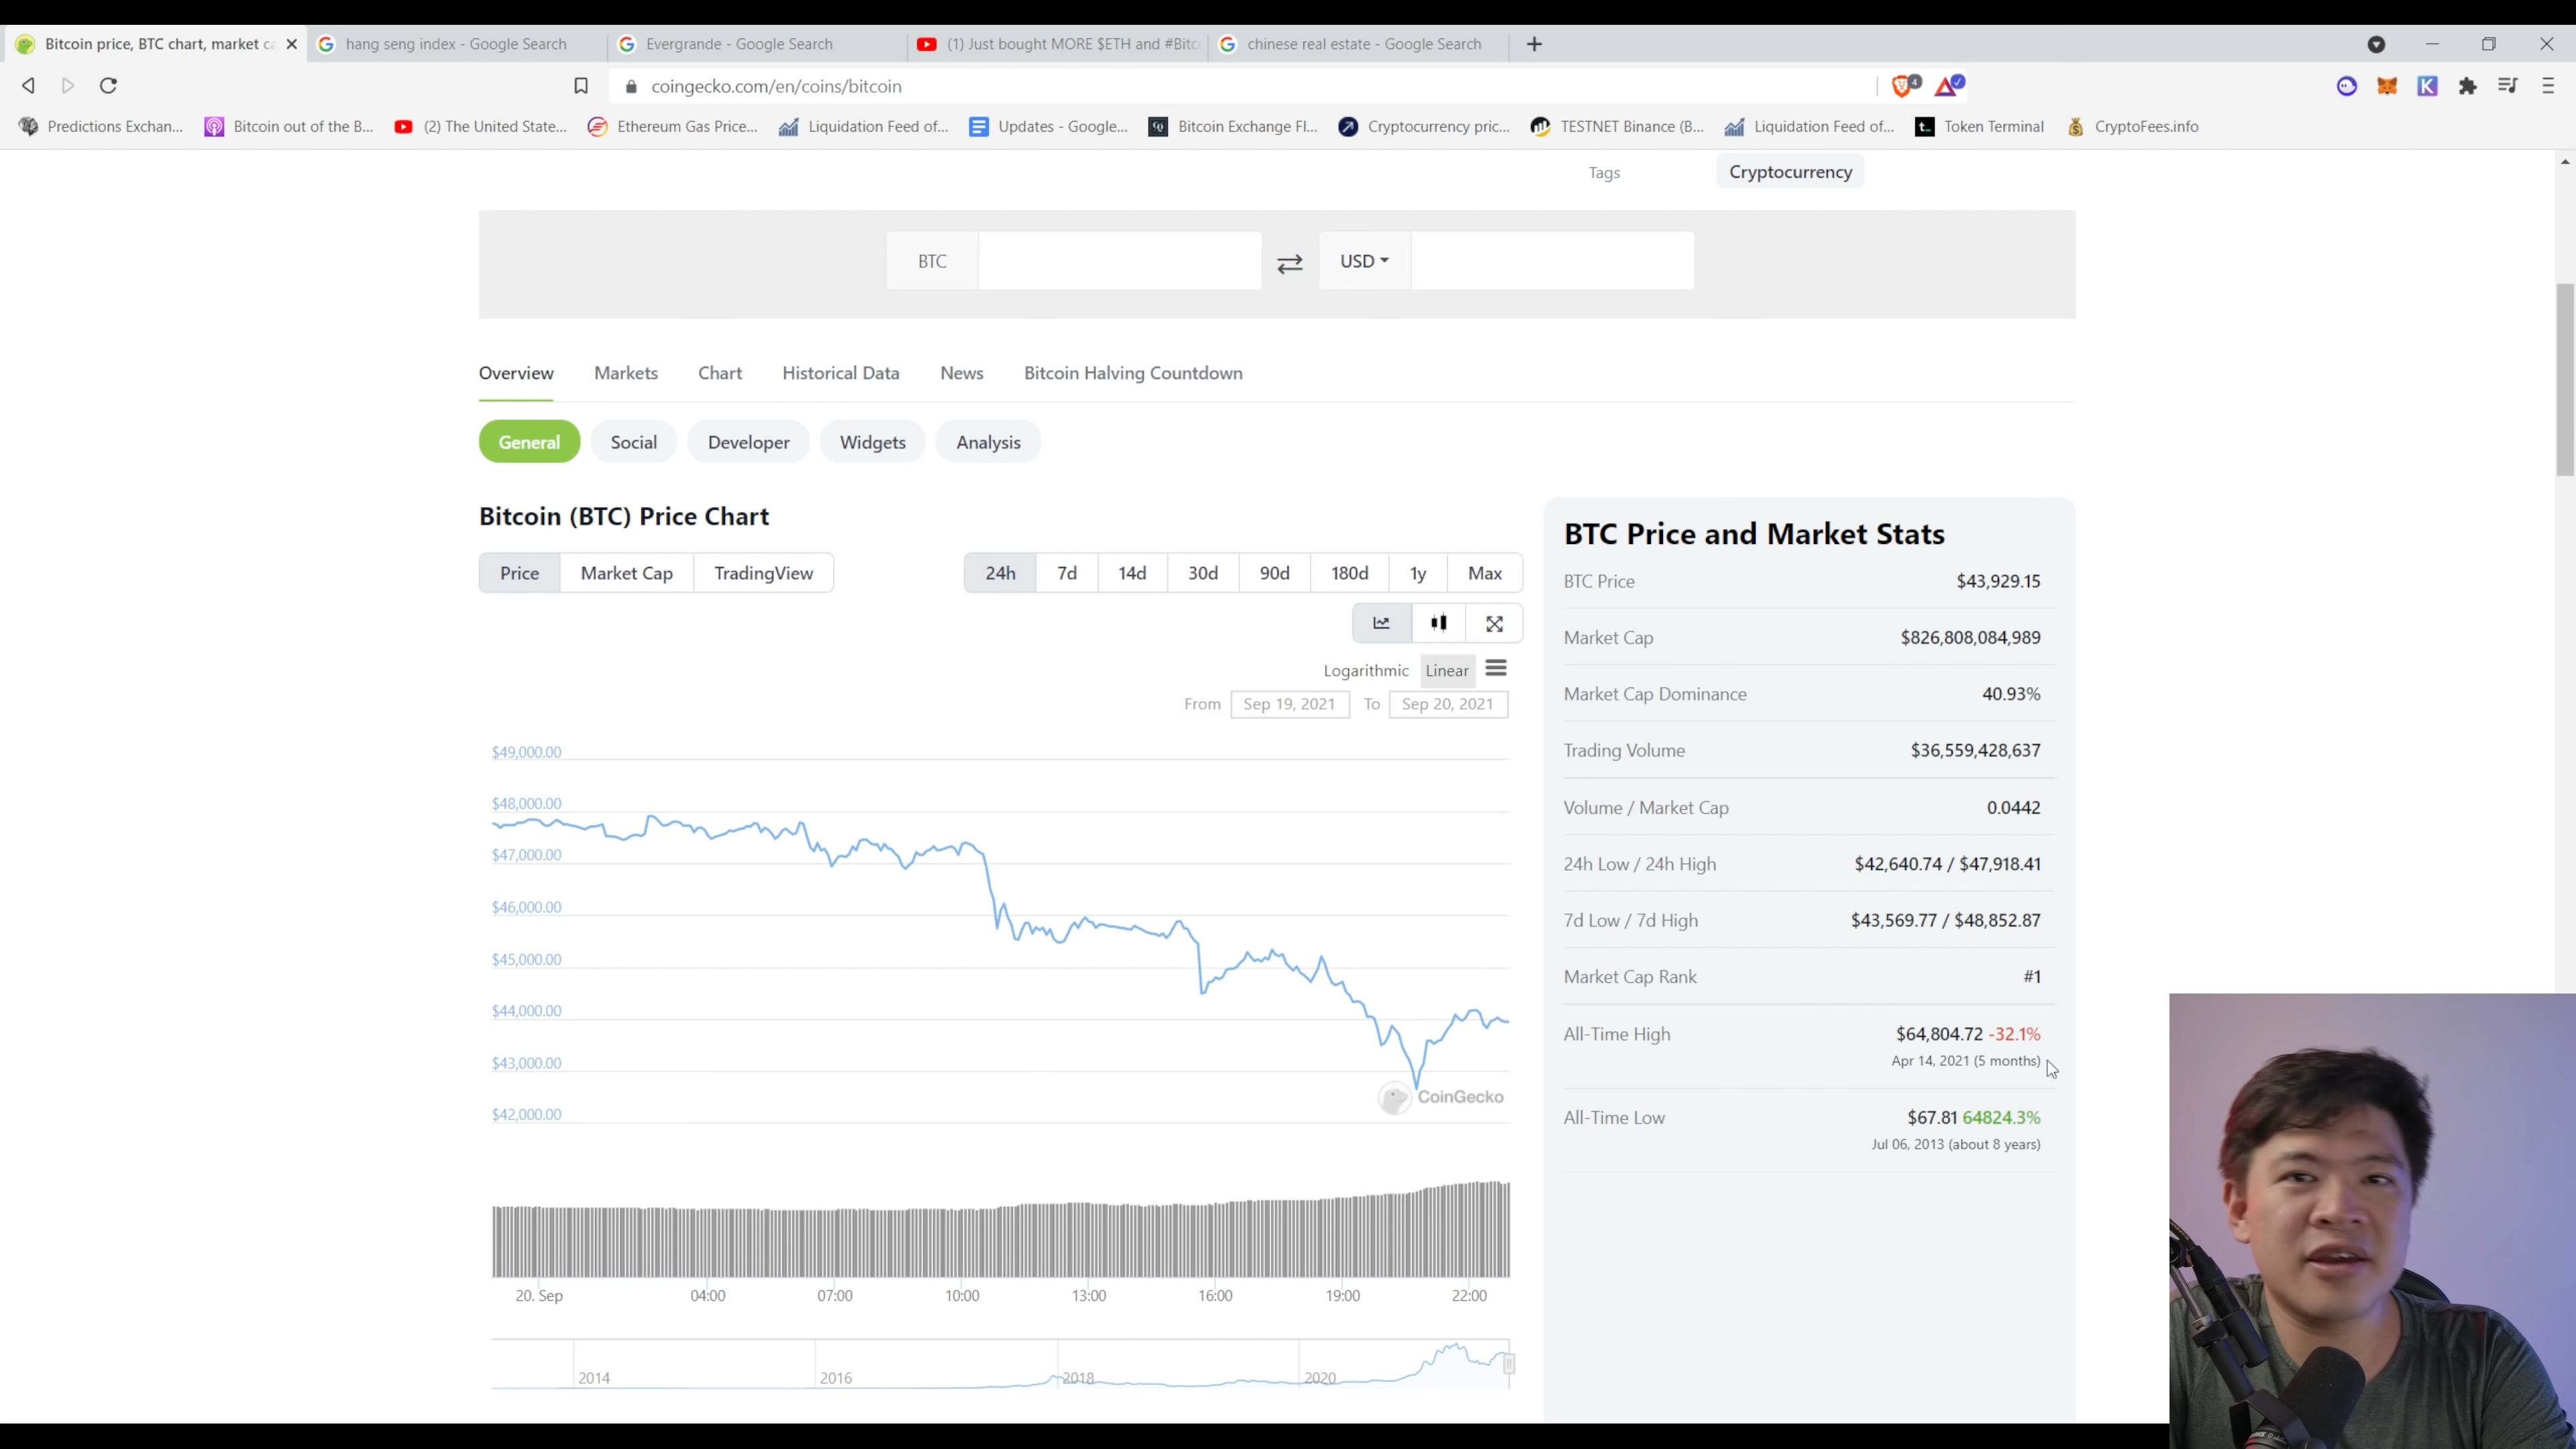 Bitcoin price, BTC chart, market ca
hang seng index - Google Search
Evergrande - Google Search
(1) Just bought MORE $ETH and #Bitc
chinese real estate - Google Search
coingecko.com/en/coins/bitcoin
4
Predictions Exchan...
Bitcoin out of the B...
(2) The United State...
Ethereum Gas Price...
Liquidation Feed of...
Updates - Google...
Bitcoin Exchange Fl...
Cryptocurrency pric...
TESTNET Binance (B...
Liquidation Feed of...
Token Terminal
CryptoFees.info
Tags
Cryptocurrency
BTC
USD
Overview
Markets
Chart
Historical Data
News
Bitcoin Halving Countdown
General
Social
Developer
Widgets
Analysis
Bitcoin (BTC) Price Chart
Price
Market Cap
TradingView
24h
7d
14d
30d
90d
180d
1y
Max
Logarithmic
Linear
From
Sep 19, 2021
To
Sep 20, 2021
$49,000.00
$48,000.00
$47,000.00
$46,000.00
$45,000.00
$44,000.00
$43,000.00
$42,000.00
CoinGecko
20. Sep
04:00
07:00
10:00
13:00
16:00
19:00
22:00
2014
2016
2018
2020
BTC Price and Market Stats
BTC Price
$43,929.15
Market Cap
$826,808,084,989
Market Cap Dominance
40.93%
Trading Volume
$36,559,428,637
Volume / Market Cap
0.0442
24h Low / 24h High
$42,640.74 / $47,918.41
7d Low / 7d High
$43,569.77 / $48,852.87
Market Cap Rank
#1
All-Time High
$64,804.72 -32.1%
Apr 14, 2021 (5 months)
All-Time Low
$67.81 64824.3%
Jul 06, 2013 (about 8 years)